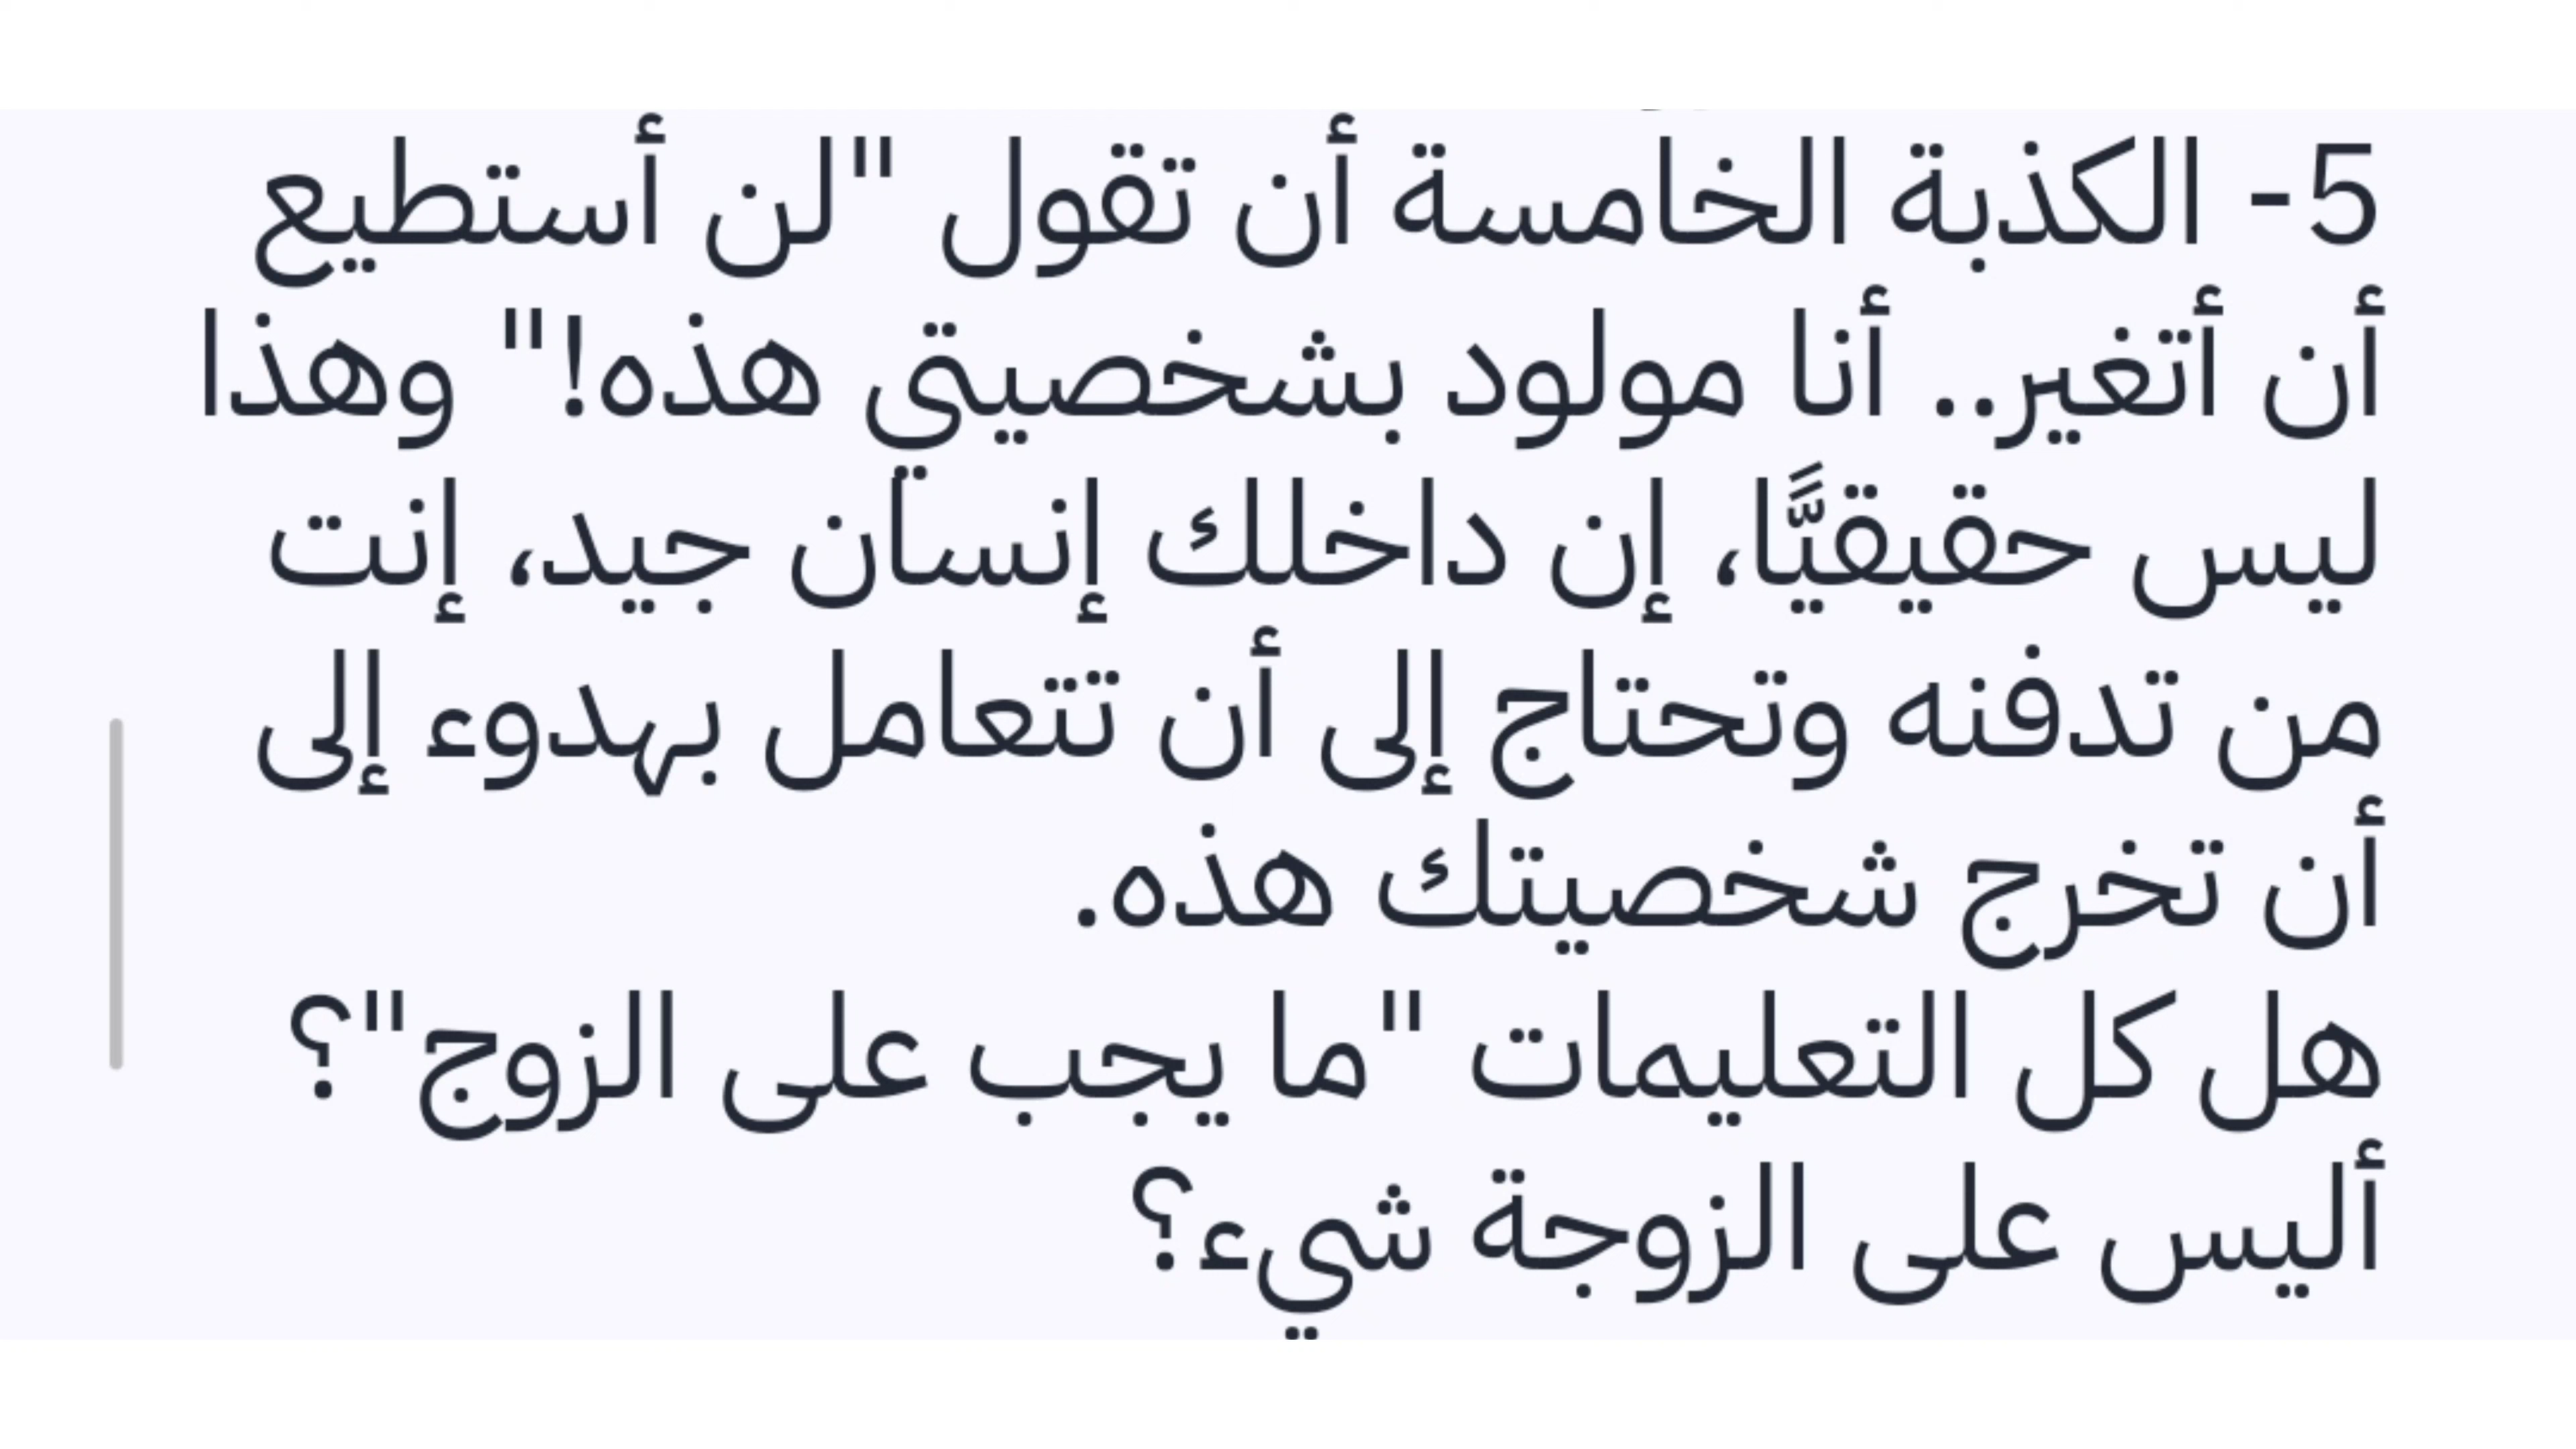 5- الكذبة الخامسة أن تقول "لن أستطيع
أن أتغير.. أنا مولود بشخصيتي هذه!" وهذا
ليس حقيقيًّا، إن داخلك إنسان جيد، إنت
من تدفنه وتحتاج إلى أن تتعامل بهدوء إلى
أن تخرج شخصيتك هذه.
هل كل التعليمات "ما يجب على الزوج"؟
أليس على الزوجة شيء؟